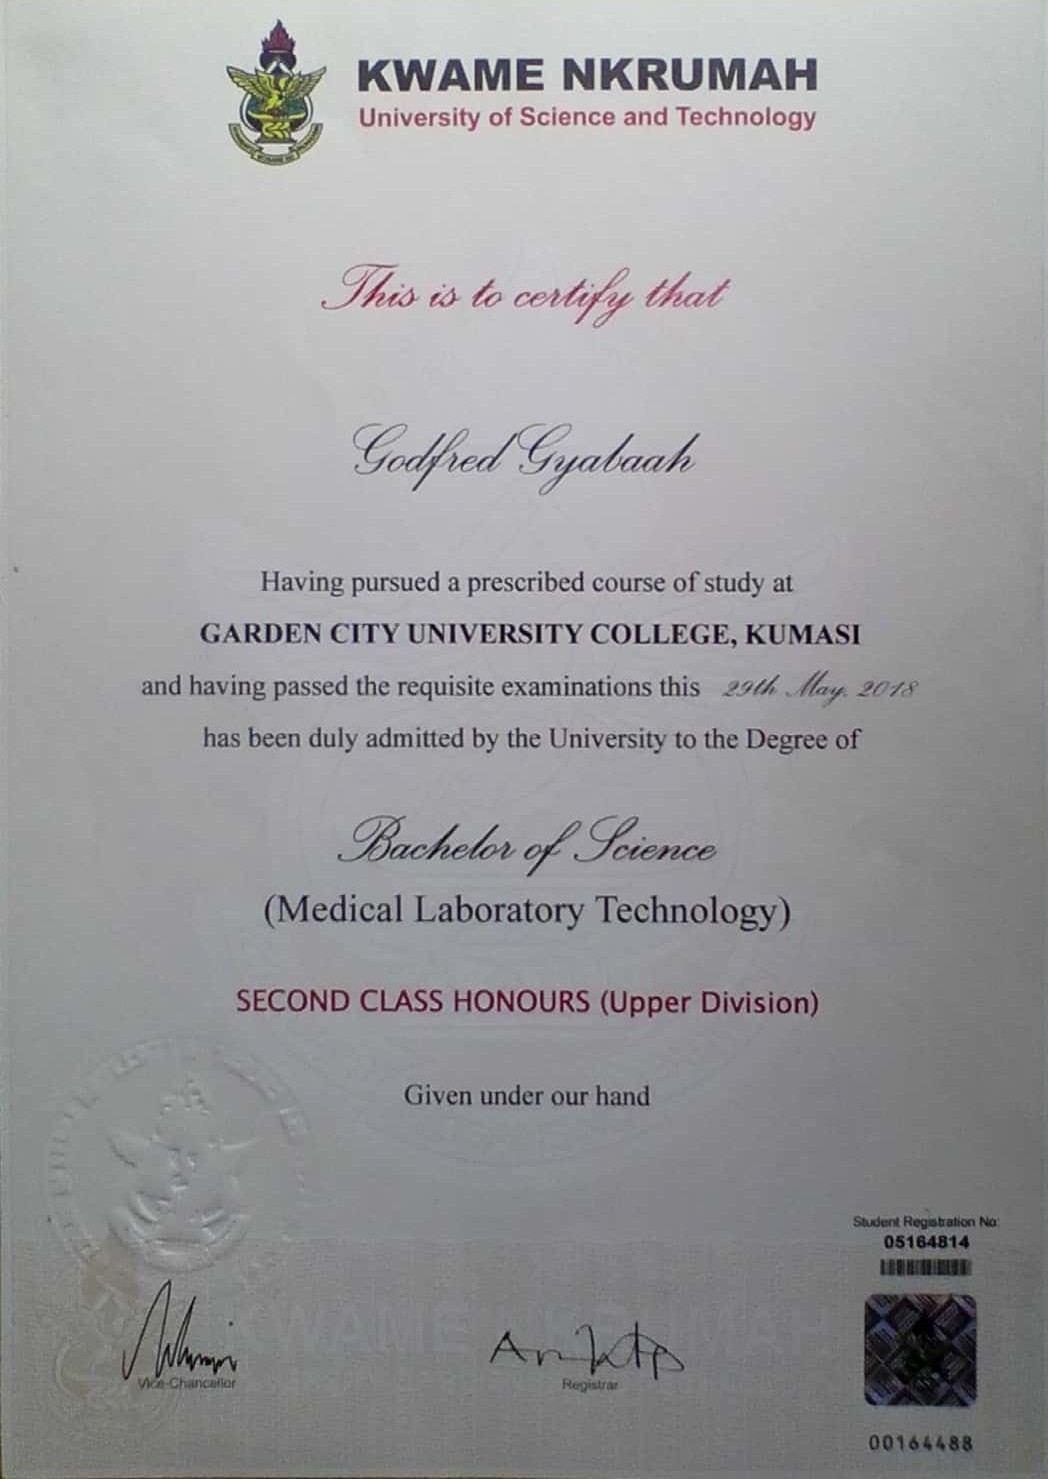 KWAME NKRUMAH
University of Science and Technology
This is to certify that
Godfred Gyabaah
Having pursued a prescribed course of study at
GARDEN CITY UNIVERSITY COLLEGE, KUMASI
and having passed the requisite examinations this 29th May, 2018
has been duly admitted by the University to the Degree of
Bachelor of Science
(Medical Laboratory Technology)
SECOND CLASS HONOURS (Upper Division)
Given under our hand
Student Registration No:
05164814
KWAME NKRUMAH
Vice-Chancellor
Registrar
00164488